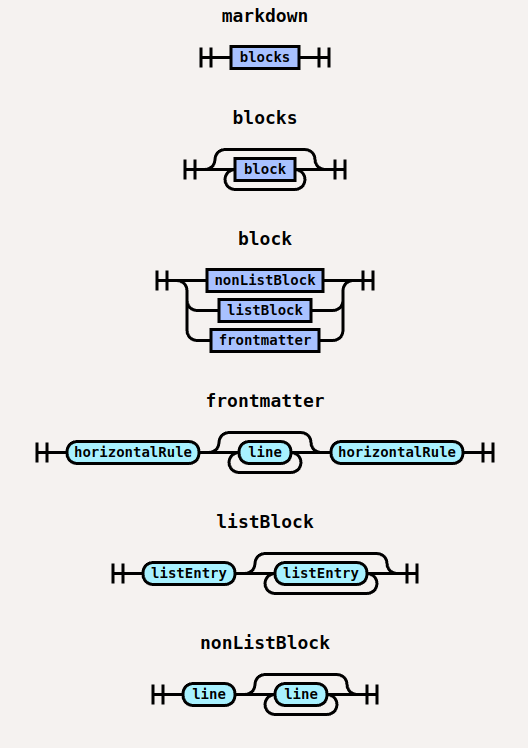 markdown
blocks
blocks
block
block
nonListBlock
listBlock
frontmatter
frontmatter
horizontalRule line horizontalRule
listBlock
listEntry listEntry
nonListBlock
line line